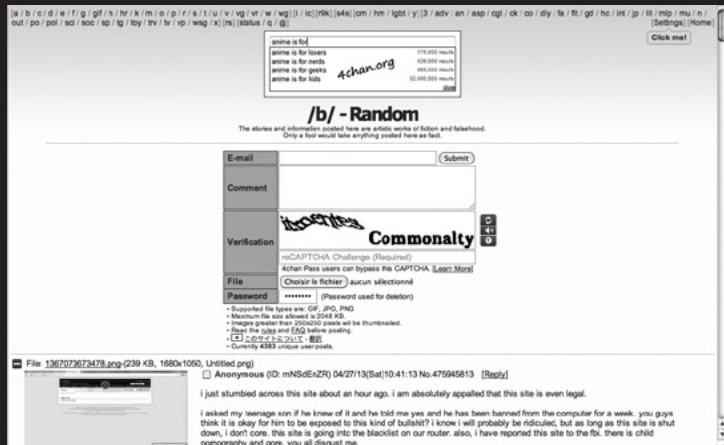 [a / b / c / d / e / f / g / gif / h / hr / k / m / o / p / r / s / t / u / v / vg / vr / w / wg] [i / ic] [r9k] [s4s] [cm / hm / lgbt / y] [3 / adv / an / asp / cgl / ck / co / diy / fa / fit / gd / hc / int / jp / lit / mlp / mu / n /
out / po / pol / sci / soc / sp / tg / toy / trv / tv / vp / wsg / x] [rs] [status / q / @]
[Settings] [Home]
Click me!
anime is for
anime is for losers
anime is for nerds
anime is for geeks
anime is for kids
4chan.org
/b/ - Random
The stories and information posted here are artistic works of fiction and falsehood.
Only a fool would take anything posted here as fact.
E-mail
Submit
Comment
Verification
Commonalty
reCAPTCHA Challenge (Required)
4chan Pass users can bypass this CAPTCHA. [Learn More]
File
Choisir le fichier aucun sélectionné
Password
•••••••• (Password used for deletion)
• Supported file types are: GIF, JPG, PNG
• Maximum file size allowed is 2048 KB.
• Images greater than 250x250 pixels will be thumbnailed.
• Read the rules and FAQ before posting.
• このサイトについて - 翻訳
• Currently 4393 unique user posts.
File: 1367073673478.png-(239 KB, 1680x1050, Untitled.png)
Anonymous (ID: mNSdEnZR) 04/27/13(Sat)10:41:13 No.475945813 [Reply]
i just stumbled across this site about an hour ago. i am absolutely appalled that this site is even legal.
i asked my teenage son if he knew of it and he told me yes and he has been banned from the computer for a week. you guys
think it is okay for him to be exposed to this kind of bullshit? i know i will probably be ridiculed, but as long as this site is shut
down, i don't care. this site is going into the blacklist on our router. also, i have reported this site to the fbi. there is child
pornography and gore. you all disgust me.